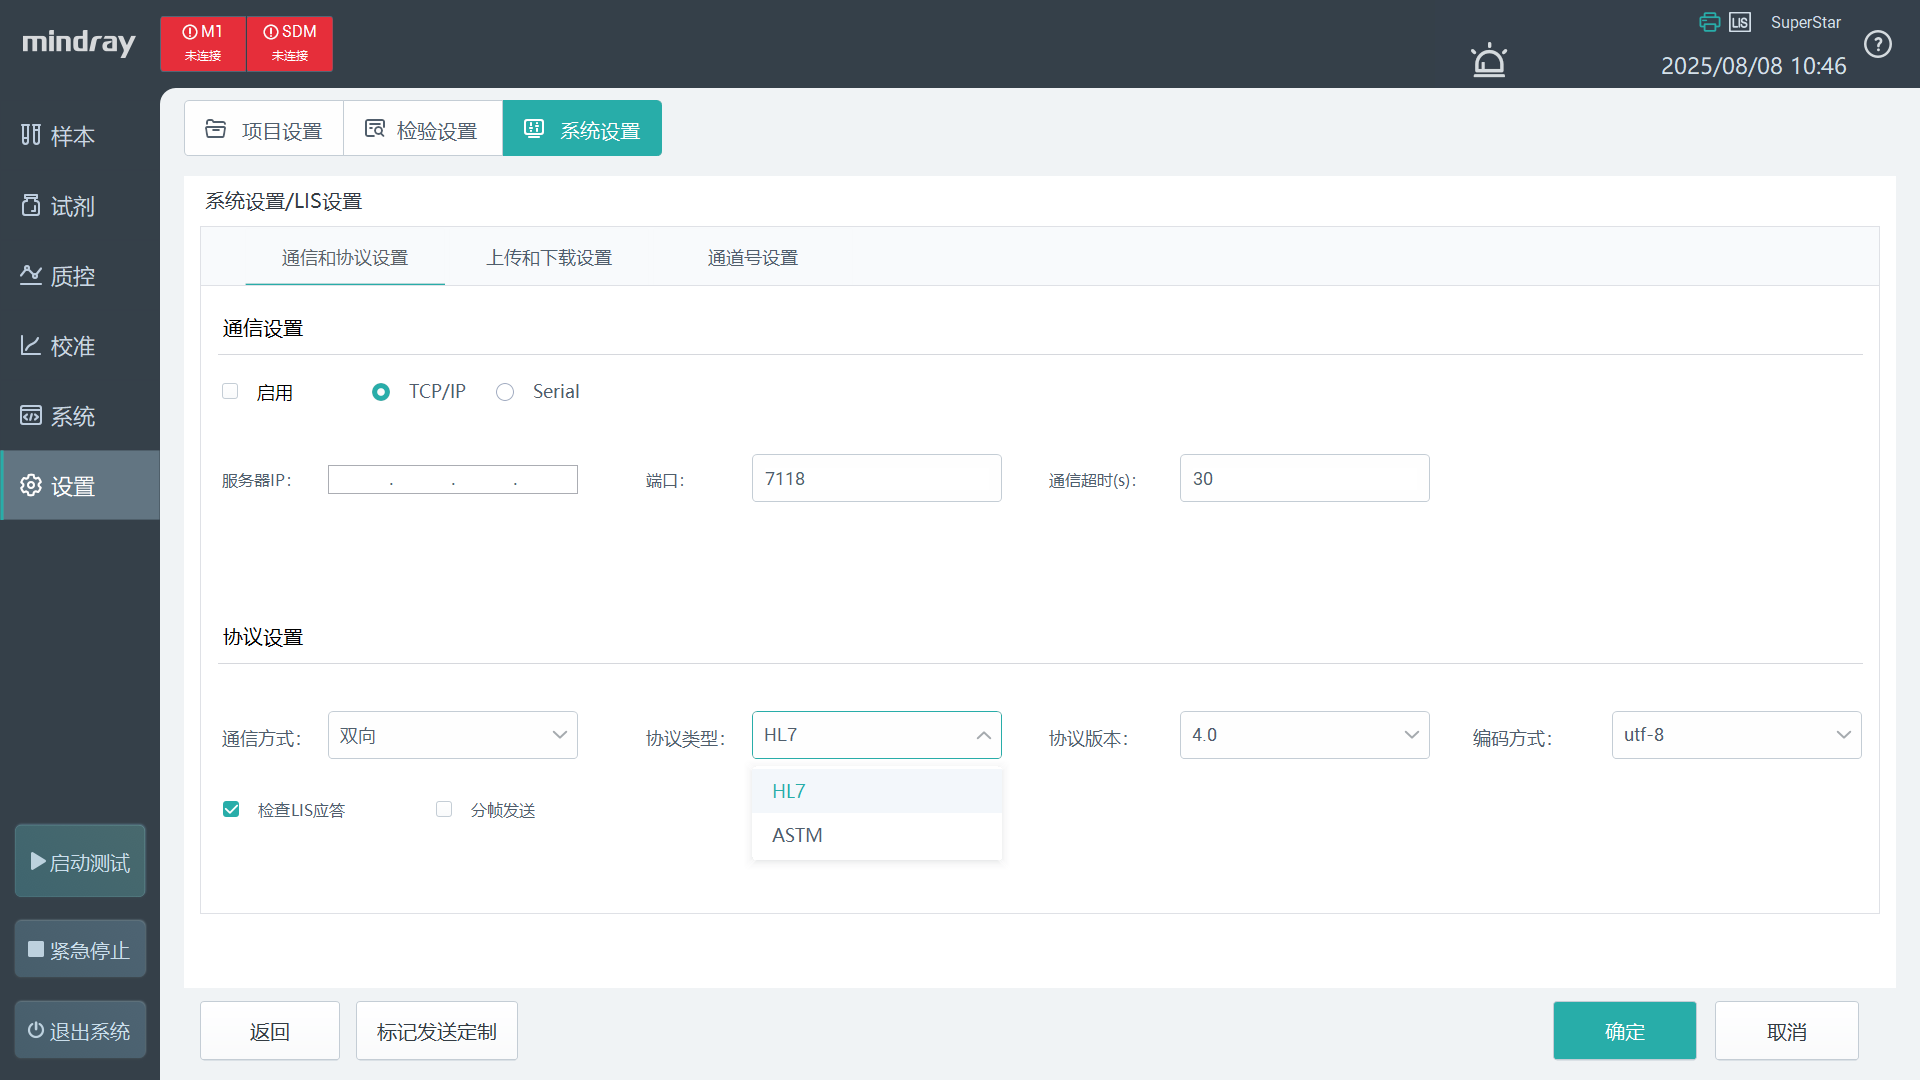 mindray
M1
未连接
SDM
未连接
LIS
SuperStar
2025/08/08 10:46
样本
试剂
质控
校准
系统
设置
启动测试
紧急停止
退出系统
项目设置
检验设置
系统设置
系统设置/LIS设置
通信和协议设置
上传和下载设置
通道号设置
通信设置
启用
TCP/IP
Serial
服务器IP:
. . .
端口:
7118
通信超时(s):
30
协议设置
通信方式:
双向
协议类型:
HL7
协议版本:
4.0
编码方式:
utf-8
HL7
ASTM
检查LIS应答
分帧发送
返回
标记发送定制
确定
取消